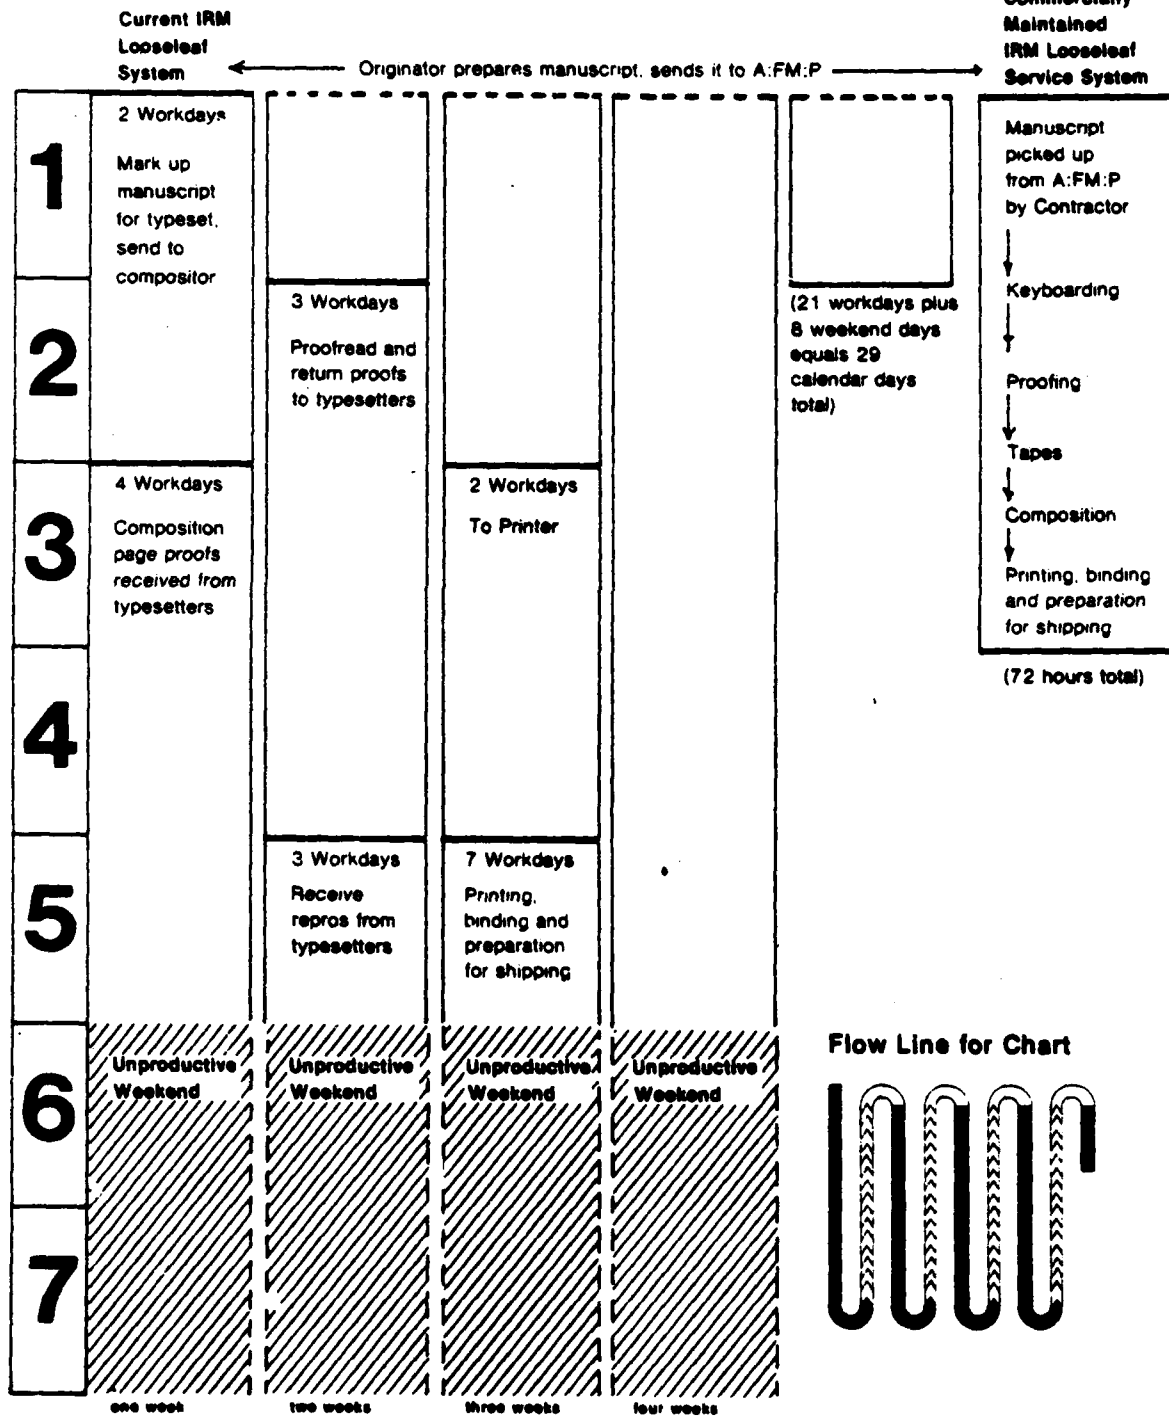 Current IRM
Looseleaf
System
Originator prepares manuscript, sends it to A:FM:P
Maintained
IRM Looseleaf
Service System
1
2 Workdays
Mark up
manuscript
for typeset,
send to
compositor
Manuscript
picked up
from A:FM:P
by Contractor
Keyboarding
Proofing
Tapes
Composition
Printing, binding
and preparation
for shipping
(72 hours total)
2
3 Workdays
Proofread and
return proofs
to typesetters
(21 workdays plus
8 weekend days
equals 29
calendar days
total)
3
4 Workdays
Composition
page proofs
received from
typesetters
2 Workdays
To Printer
4
5
3 Workdays
Receive
repros from
typesetters
7 Workdays
Printing,
binding and
preparation
for shipping
6
Unproductive
Weekend
Unproductive
Weekend
Unproductive
Weekend
Unproductive
Weekend
7
Flow Line for Chart
one week
two weeks
three weeks
four weeks